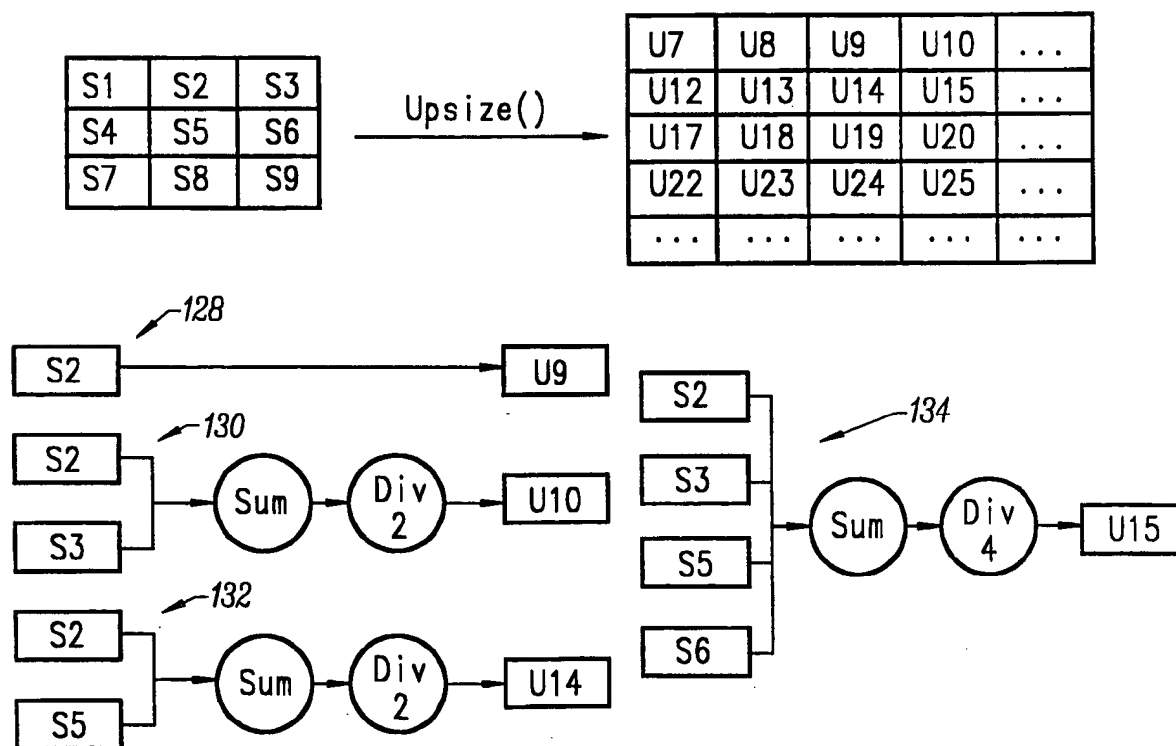 S1 S2 S3
S4 S5 S6
S7 S8 S9
Upsize()
U7 U8 U9 U10 ...
U12 U13 U14 U15 ...
U17 U18 U19 U20 ...
U22 U23 U24 U25 ...
... ... ... ... ...
128
S2 U9
130
S2
S3
Sum
Div
2
U10
132
S2
S5
Sum
Div
2
U14
134
S2
S3
S5
S6
Sum
Div
4
U15